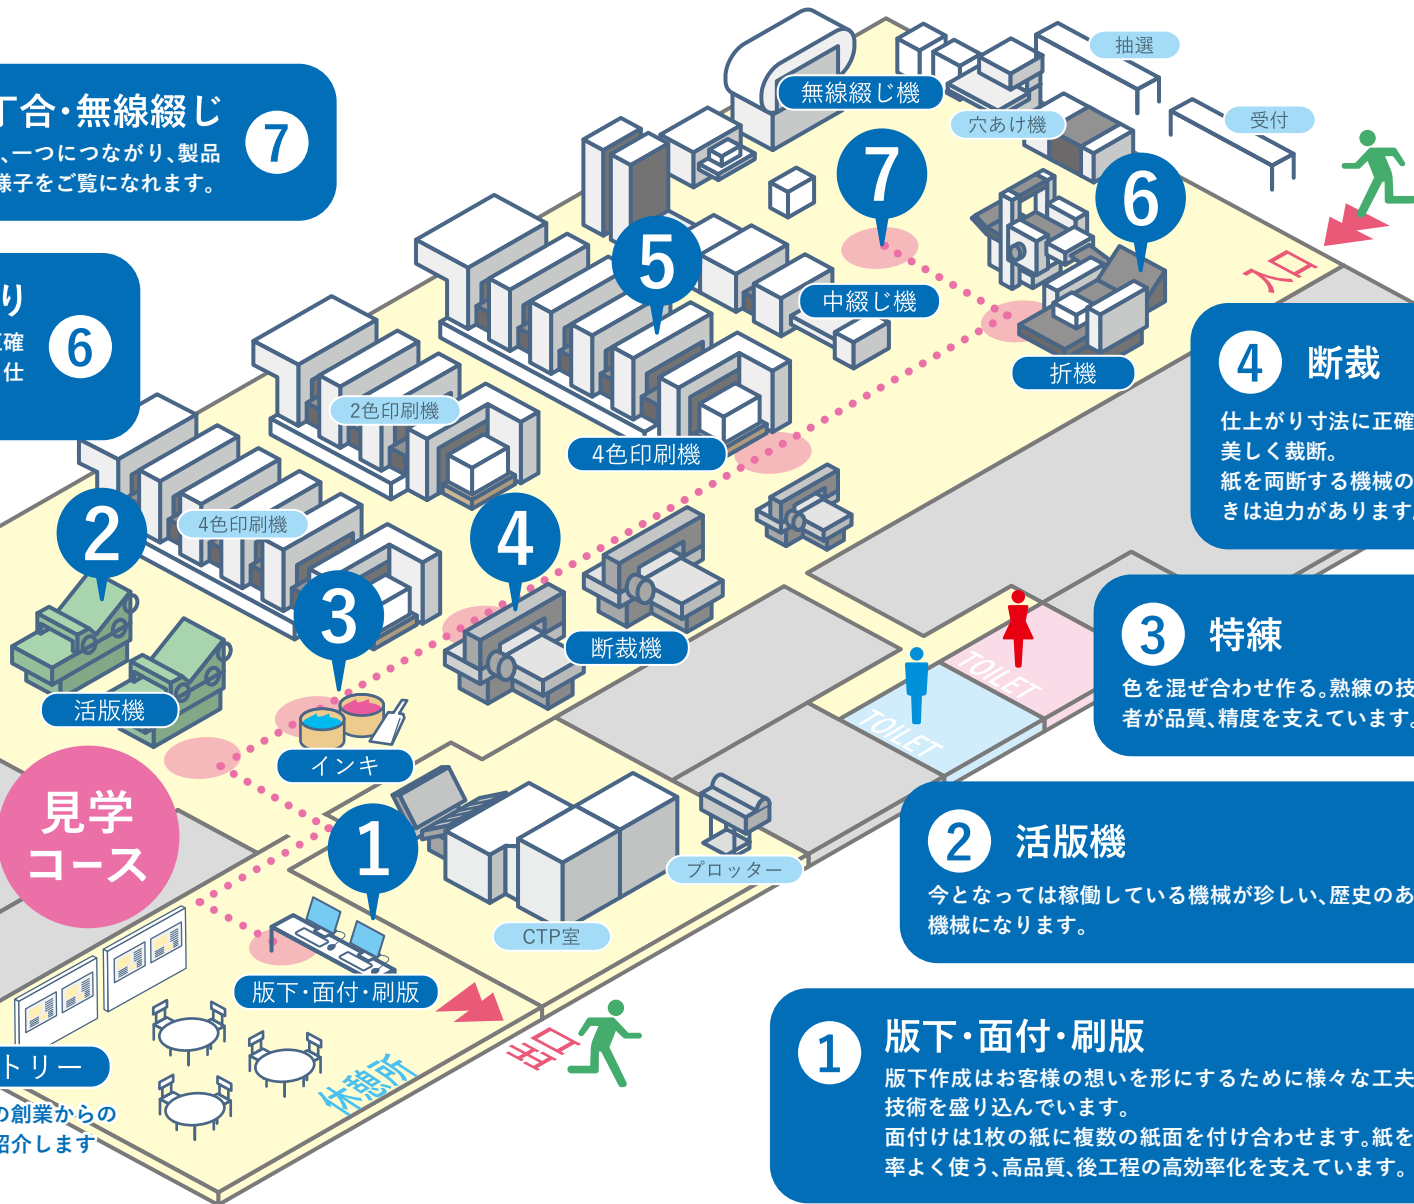 丁合・無線綴じ
、一つにつながり、製品
様子をご覧になれます。
7
り
確
仕
6
抽選
受付
無線綴じ機
穴あけ機
7
6
5
入口
中綴じ機
折機
2色印刷機
4色印刷機
4色印刷機
2
3
4
断裁機
活版機
インキ
見学
コース
1
プロッター
CTP室
版下・面付・刷版
TOILET
TOILET
出口
休憩所
トリー
の創業からの
紹介します
4 断裁
仕上がり寸法に正確
美しく裁断。
紙を両断する機械の
きは迫力があります。
3 特練
色を混ぜ合わせ作る。熟練の技
者が品質、精度を支えています。
2 活版機
今となっては稼働している機械が珍しい、歴史のあ
機械になります。
1 版下・面付・刷版
版下作成はお客様の想いを形にするために様々な工夫
技術を盛り込んでいます。
面付けは1枚の紙に複数の紙面を付け合わせます。紙を
率よく使う、高品質、後工程の高効率化を支えています。